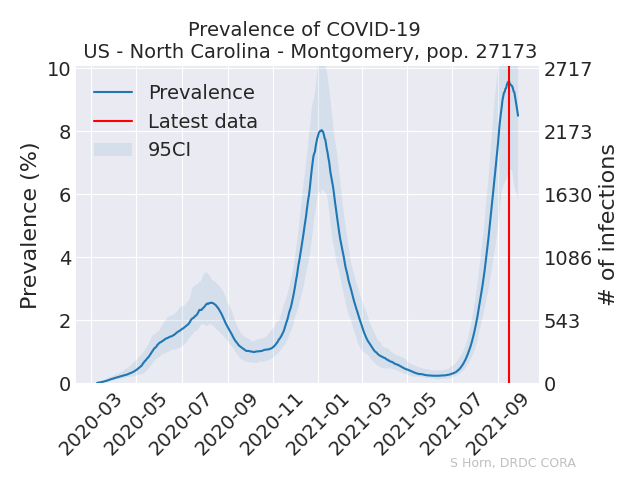 Prevalence of COVID-19
US - North Carolina - Montgomery, pop. 27173
Prevalence
Latest data
95CI
Prevalence (%)
10
8
6
4
2
0
2717
2173
1630
1086
543
0
# of infections
2020-03
2020-05
2020-07
2020-09
2020-11
2021-01
2021-03
2021-05
2021-07
2021-09
S Horn, DRDC CORA